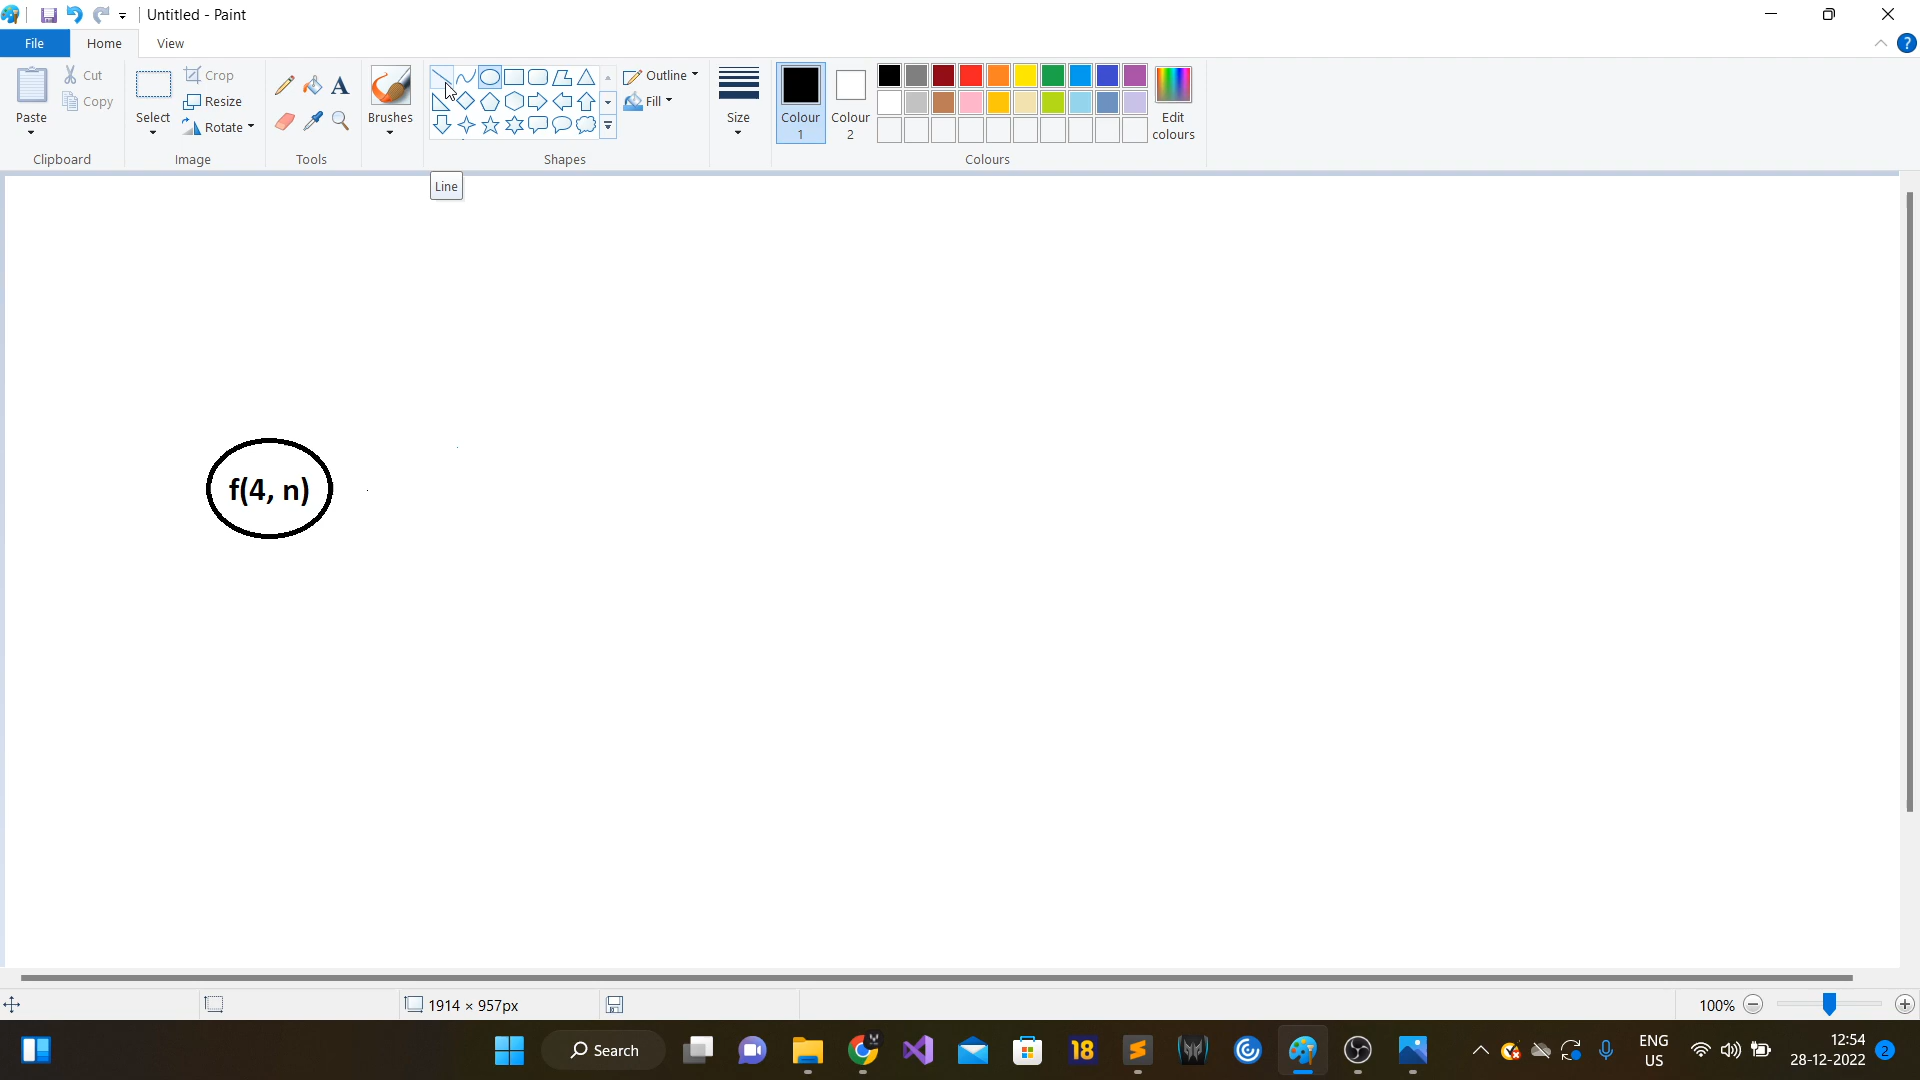 Untitled - Paint
File Home View
Paste
Cut
Copy
Clipboard
Select
Crop
Resize
Rotate
Image
Tools
Brushes
Shapes
Outline
Fill
Size
Colour 1
Colour 2
Edit colours
Colours
Line
f(4, n)
1914 × 957px
100%
Search
18
ENG
US
12:54
28-12-2022
2